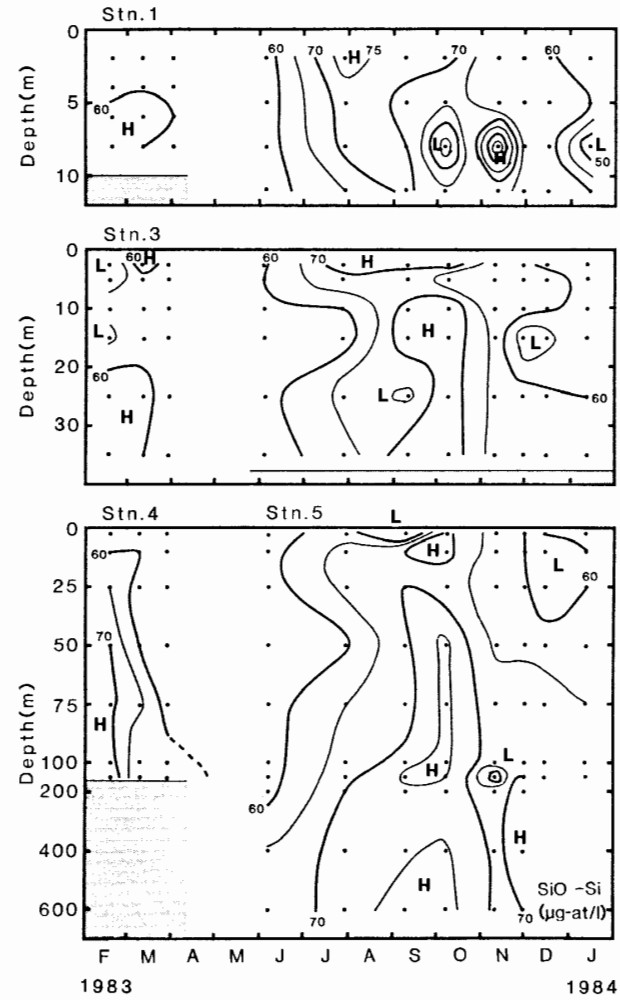 Stn.1
0
5
10
Depth(m)
60
H
60
70
H
75
70
L
H
60
L
50
Stn.3
0
10
20
30
Depth(m)
L
60
H
L
60
H
60
70
H
H
L
L
60
Stn.4
Stn.5
L
0
25
50
75
100
200
400
600
Depth(m)
60
70
H
60
H
L
60
H
L
H
H
70
70
SiO -Si
(μg-at/l)
F M A M J J A S O N D J
1983
1984